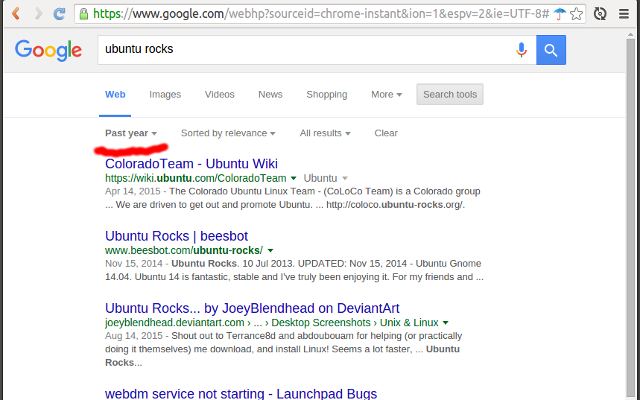 https://www.google.com/webhp?sourceid=chrome-instant&ion=1&espv=2&ie=UTF-8#
Google
ubuntu rocks
Web Images Videos News Shopping More Search tools
Past year Sorted by relevance All results Clear
ColoradoTeam - Ubuntu Wiki
https://wiki.ubuntu.com/ColoradoTeam Ubuntu
Apr 14, 2015 - The Colorado Ubuntu Linux Team - (CoLoCo Team) is a Colorado group
... We are driven to get out and promote Ubuntu. ... http://coloco.ubuntu-rocks.org/.
Ubuntu Rocks | beesbot
www.beesbot.com/ubuntu-rocks/
Nov 15, 2014 - Ubuntu Rocks. 10 Jul 2013. UPDATED: Nov 15, 2014 - Ubuntu Gnome
14.04. Ubuntu 14 is fantastic, stable and I've truly been enjoying it. For my friends and ...
Ubuntu Rocks... by JoeyBlendhead on DeviantArt
joeyblendhead.deviantart.com › ... › Desktop Screenshots › Unix & Linux
Aug 14, 2015 - Shout out to Terrance8d and abdoubouam for helping (or practically
doing it themselves) me download, and install Linux! Seems a lot faster, ... Ubuntu
Rocks...
webdm service not starting - Launchpad Bugs